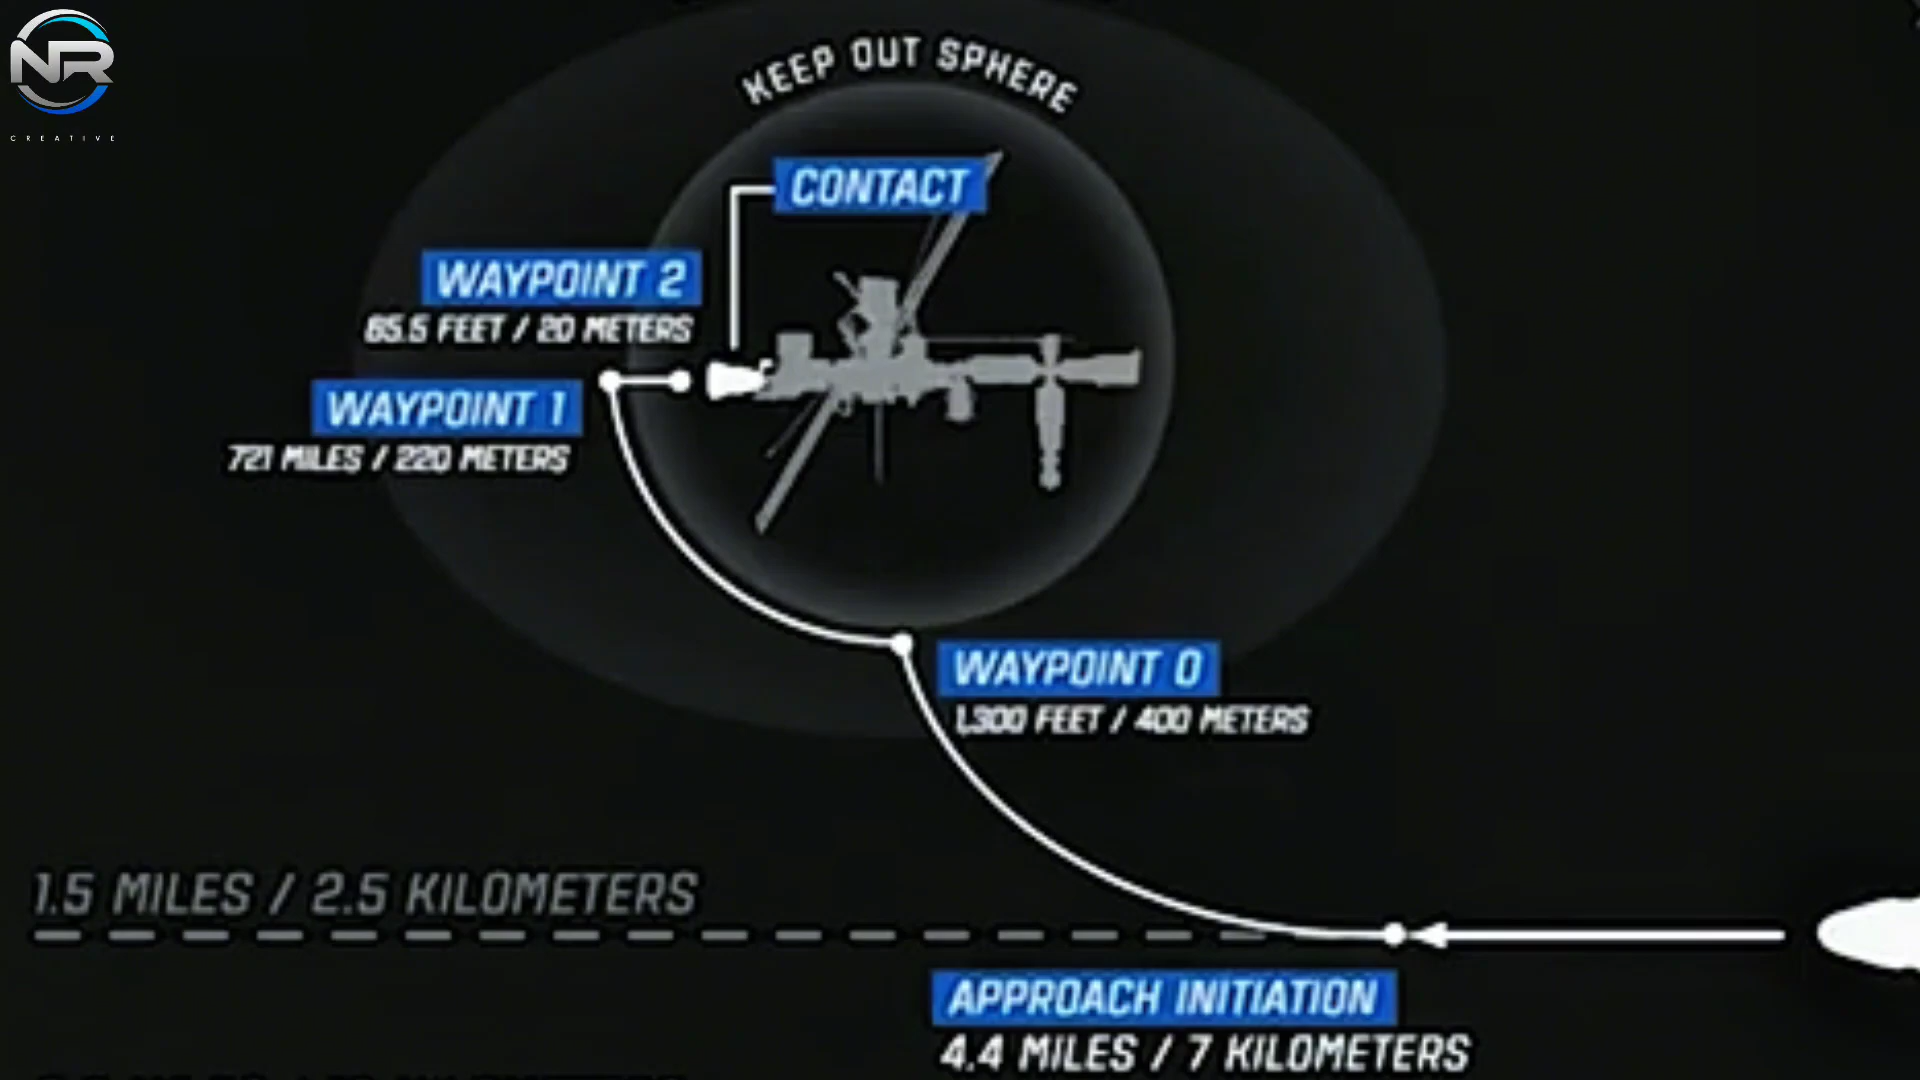 NR
CREATIVE
KEEP OUT SPHERE
CONTACT
WAYPOINT 2
65.5 FEET / 20 METERS
WAYPOINT 1
721 MILES / 220 METERS
WAYPOINT 0
1,300 FEET / 400 METERS
1.5 MILES / 2.5 KILOMETERS
APPROACH INITIATION
4.4 MILES / 7 KILOMETERS